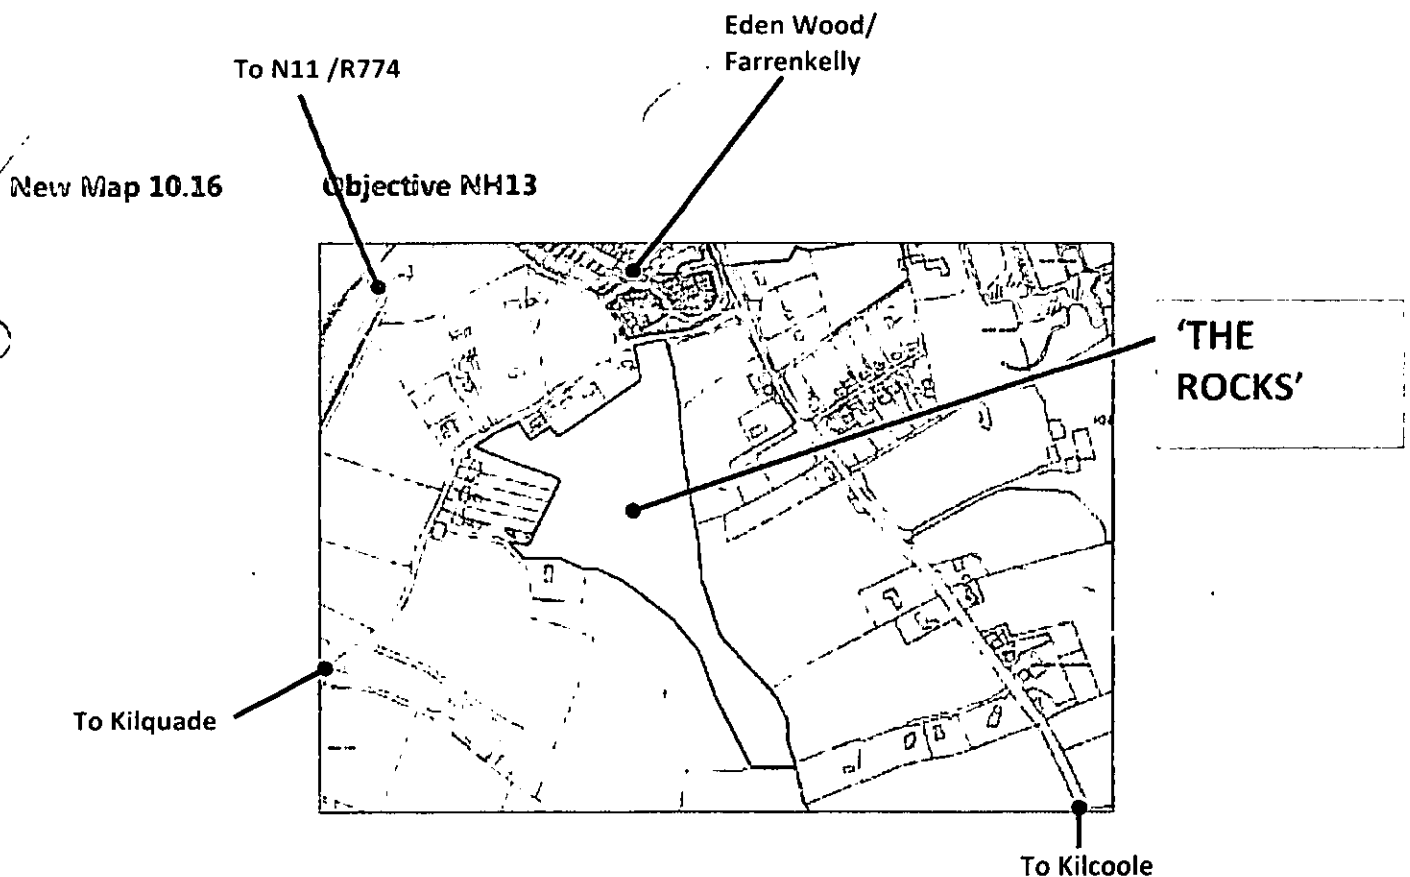 Eden Wood/
Farrenkelly
To N11 /R774
New Map 10.16 Objective NH13
‘THE
ROCKS’
To Kilquade
To Kilcoole